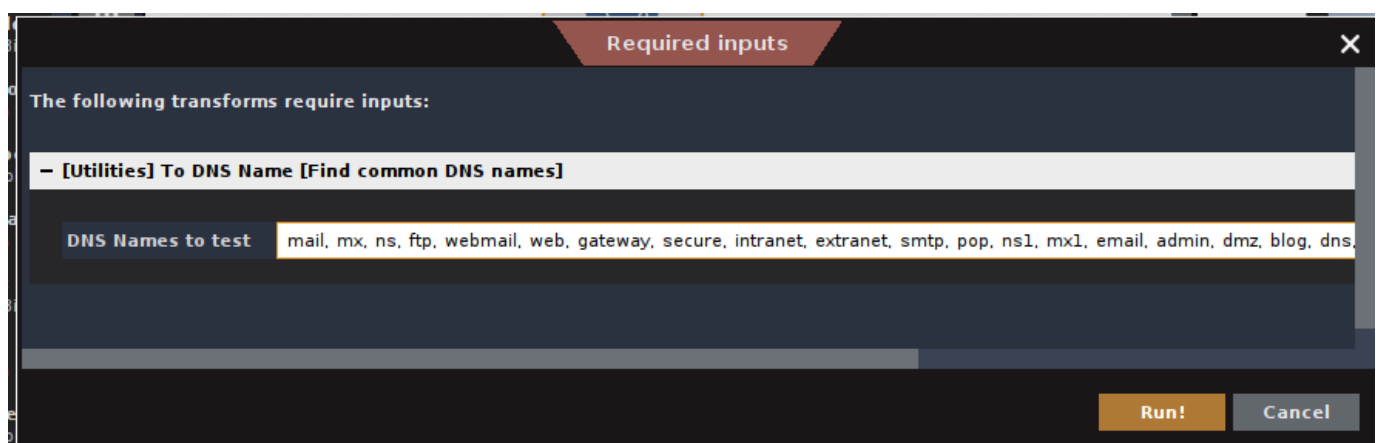 Required inputs
The following transforms require inputs:
[Utilities] To DNS Name [Find common DNS names]
DNS Names to test mail, mx, ns, ftp, webmail, web, gateway, secure, intranet, extranet, smtp, pop, ns1, mx1, email, admin, dmz, blog, dns,
Run! Cancel